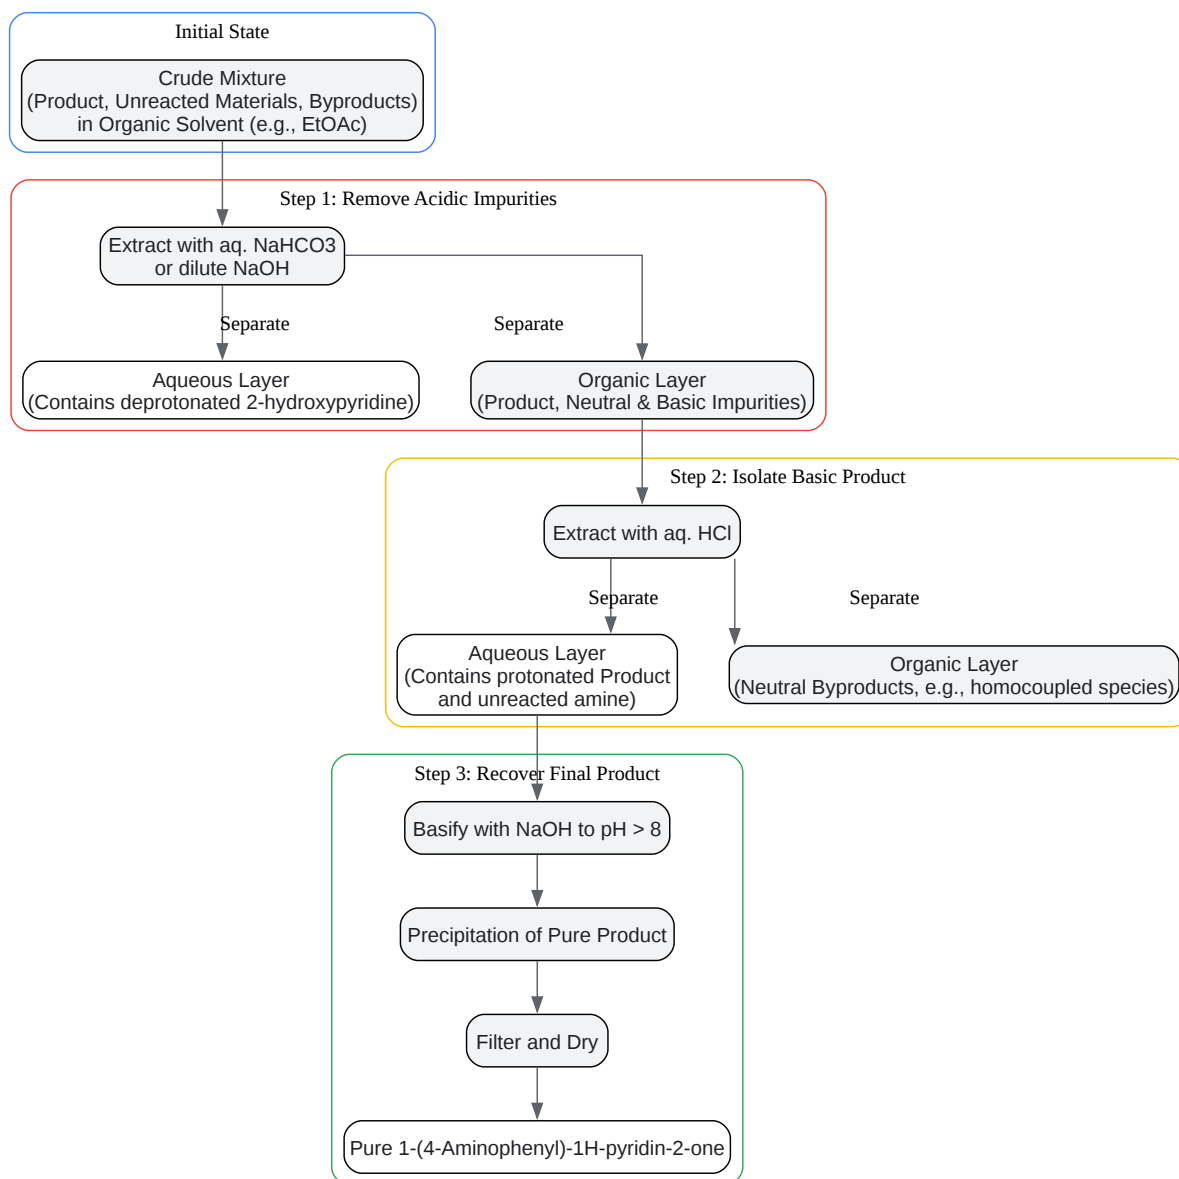 Initial State
Crude Mixture
(Product, Unreacted Materials, Byproducts)
in Organic Solvent (e.g., EtOAc)
Step 1: Remove Acidic Impurities
Extract with aq. NaHCO3
or dilute NaOH
Separate
Separate
Aqueous Layer
(Contains deprotonated 2-hydroxypyridine)
Organic Layer
(Product, Neutral & Basic Impurities)
Step 2: Isolate Basic Product
Extract with aq. HCl
Separate
Separate
Aqueous Layer
(Contains protonated Product
and unreacted amine)
Organic Layer
(Neutral Byproducts, e.g., homocoupled species)
Step 3: Recover Final Product
Basify with NaOH to pH > 8
Precipitation of Pure Product
Filter and Dry
Pure 1-(4-Aminophenyl)-1H-pyridin-2-one